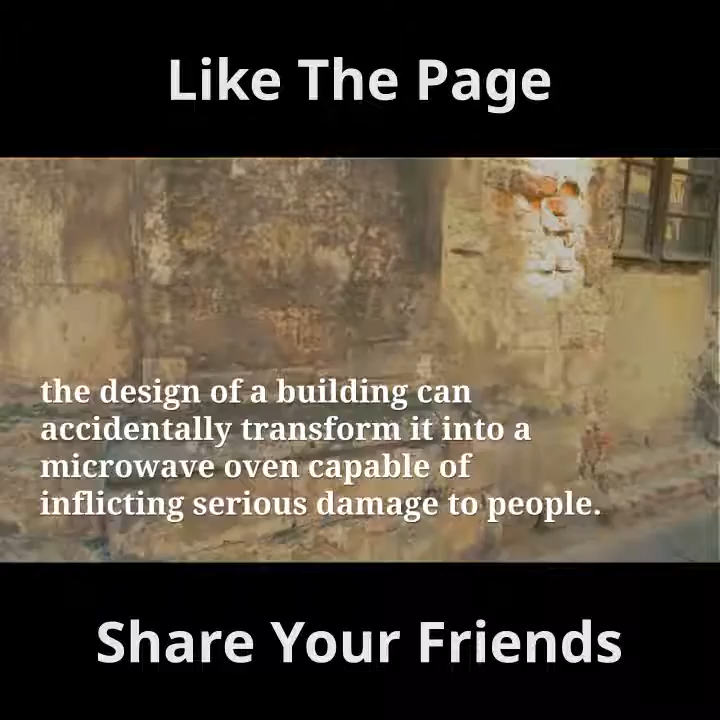 Like The Page
the design of a building can
accidentally transform it into a
microwave oven capable of
inflicting serious damage to people.
Share Your Friends